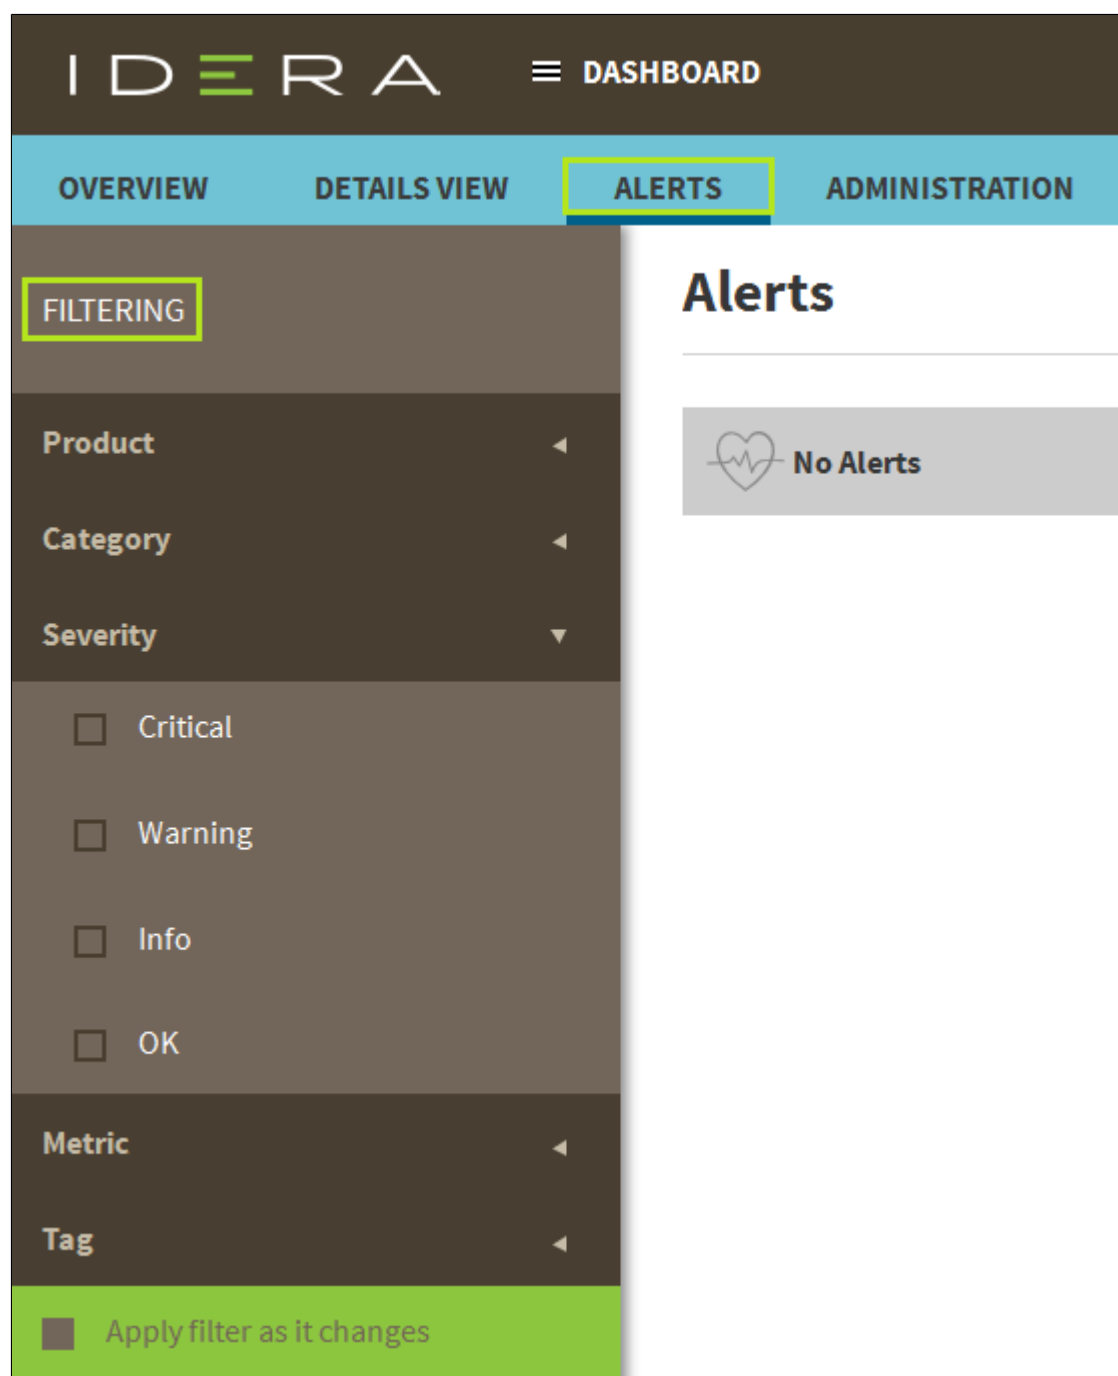 IDERA DASHBOARD
OVERVIEW DETAILS VIEW ALERTS ADMINISTRATION
FILTERING
Alerts
Product
No Alerts
Category
Severity
Critical
Warning
Info
OK
Metric
Tag
Apply filter as it changes